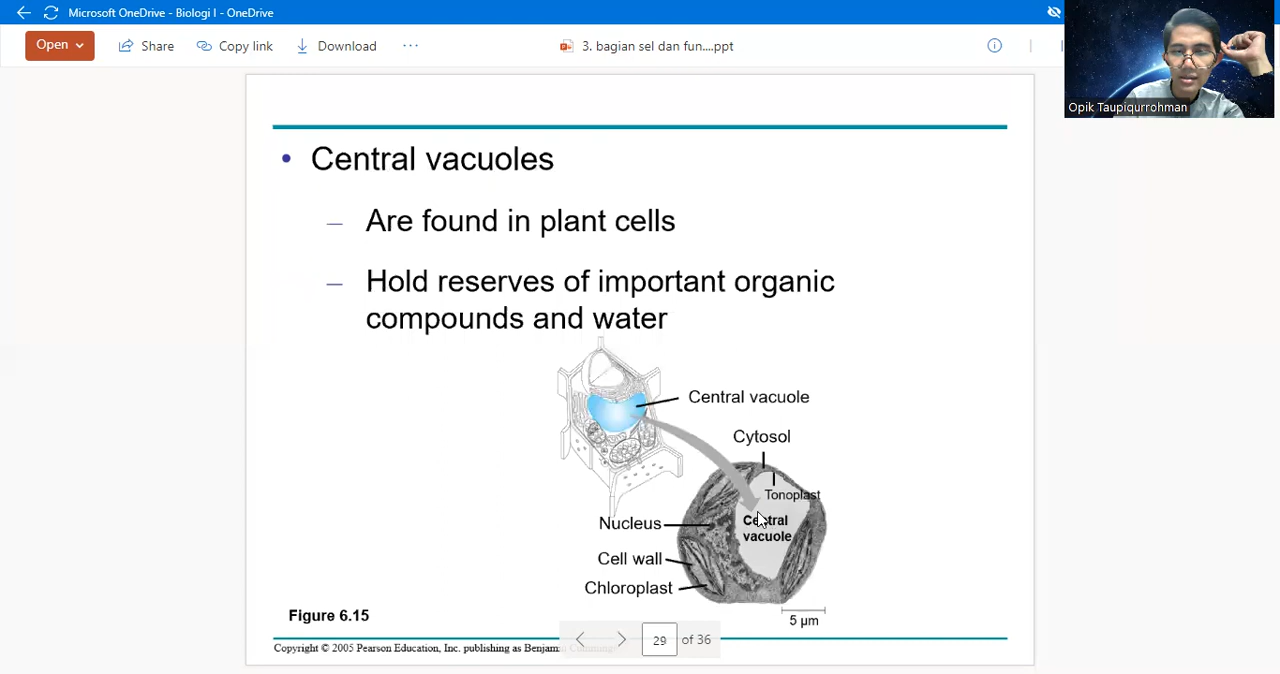 Microsoft OneDrive - Biologi I - OneDrive
Open
Share
Copy link
Download
3. bagian sel dan fun....ppt
Opik Taupiqurrohman
• Central vacuoles
– Are found in plant cells
– Hold reserves of important organic
compounds and water
Central vacuole
Cytosol
Tonoplast
Central
vacuole
Nucleus
Cell wall
Chloroplast
Figure 6.15
5 µm
29 of 36
Copyright © 2005 Pearson Education, Inc. publishing as Benjamin